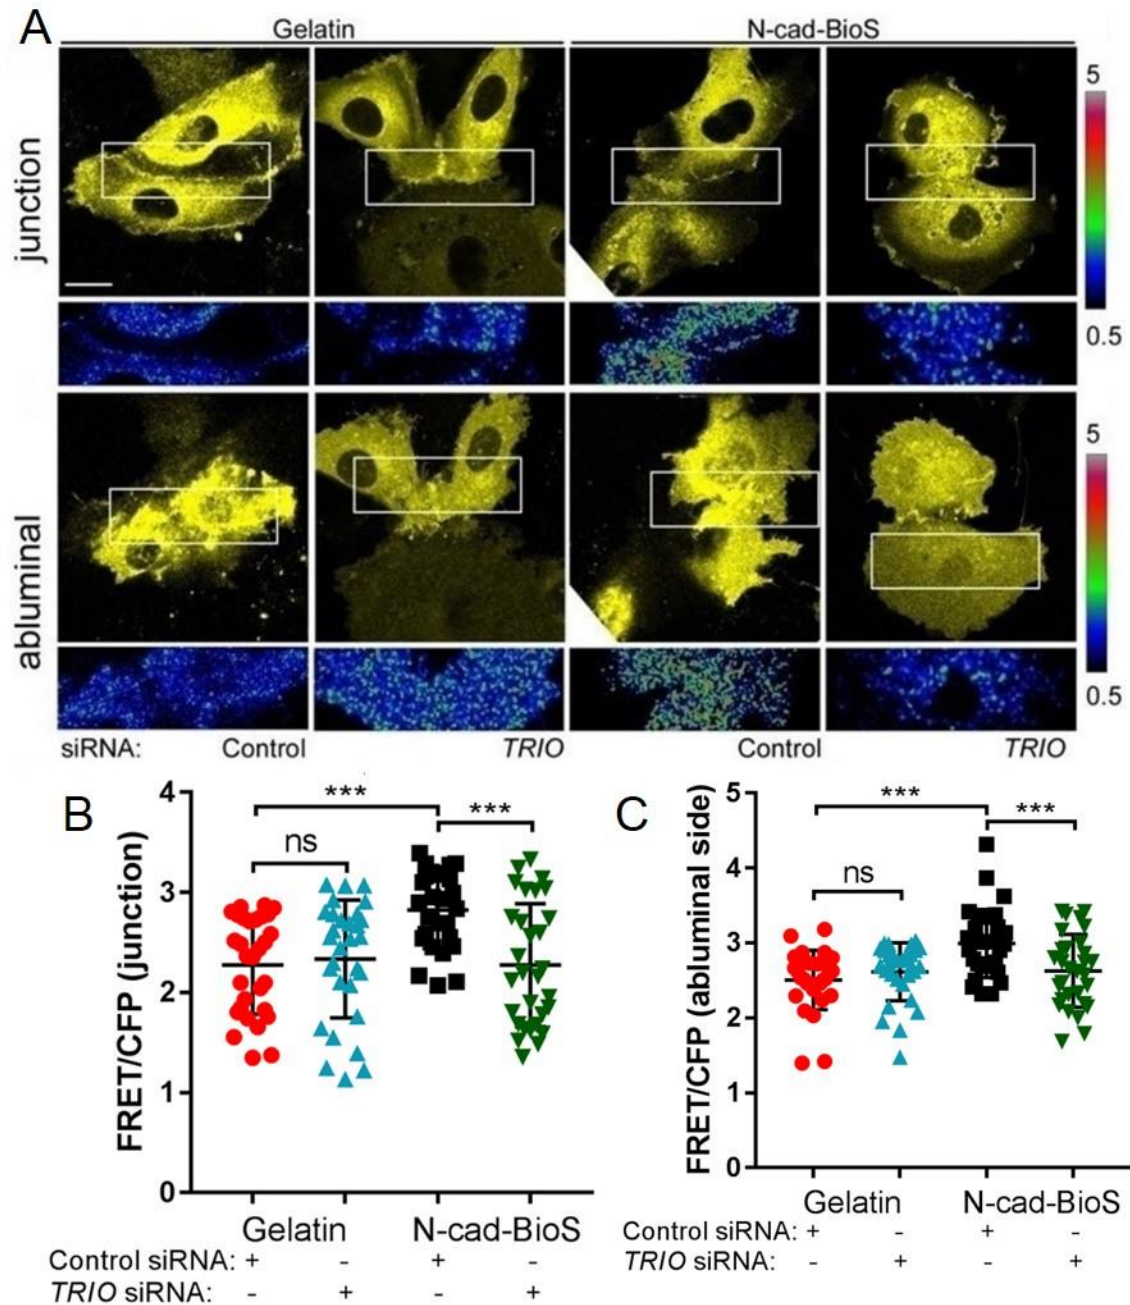 A
Gelatin N-cad-BioS
junction
5
0.5
abluminal
5
0.5
siRNA: Control TRIO Control TRIO
B
FRET/CFP (junction)
4
3
2
1
0
*** ***
ns
Gelatin N-cad-BioS
Control siRNA: + - + -
TRIO siRNA: - + - +
C
FRET/CFP (abluminal side)
5
4
3
2
1
0
*** ***
ns
Gelatin N-cad-BioS
Control siRNA: + - + -
TRIO siRNA: - + - +